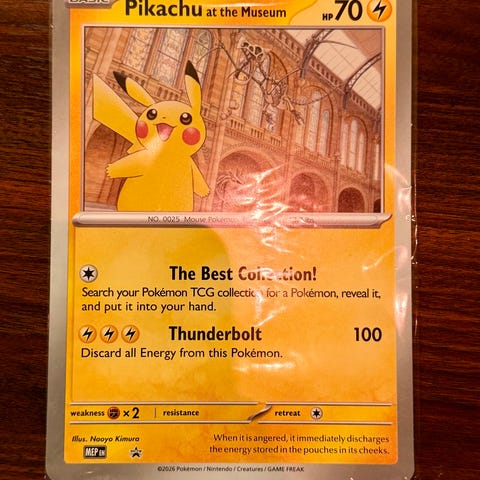 BASIC
Pikachu at the Museum HP 70
NO. 0025 Mouse Pokémon
The Best Collection!
Search your Pokémon TCG collection for a Pokémon, reveal it,
and put it into your hand.
Thunderbolt 100
Discard all Energy from this Pokémon.
weakness ×2 resistance retreat
Illus. Naoyo Kimura
When it is angered, it immediately discharges
the energy stored in the pouches in its cheeks.
MEP EN
©2026 Pokémon / Nintendo / Creatures / GAME FREAK